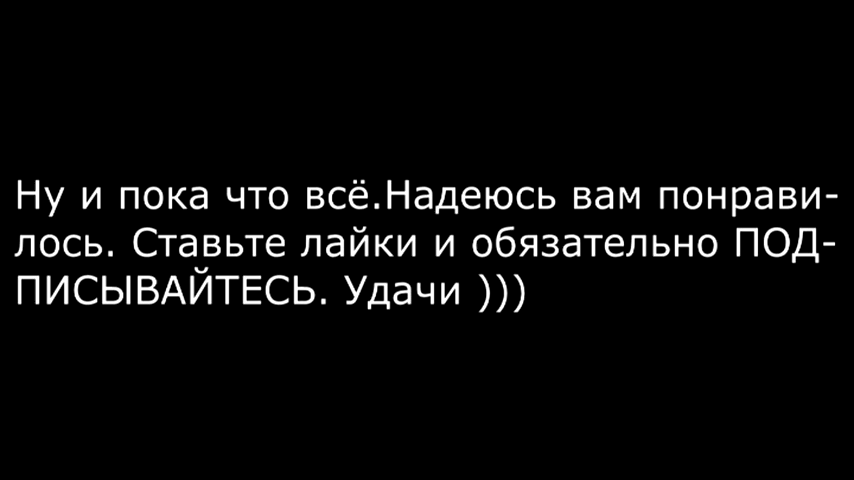 Ну и пока что всё.Надеюсь вам понрави-
лось. Ставьте лайки и обязательно ПОД-
ПИСЫВАЙТЕСЬ. Удачи )))